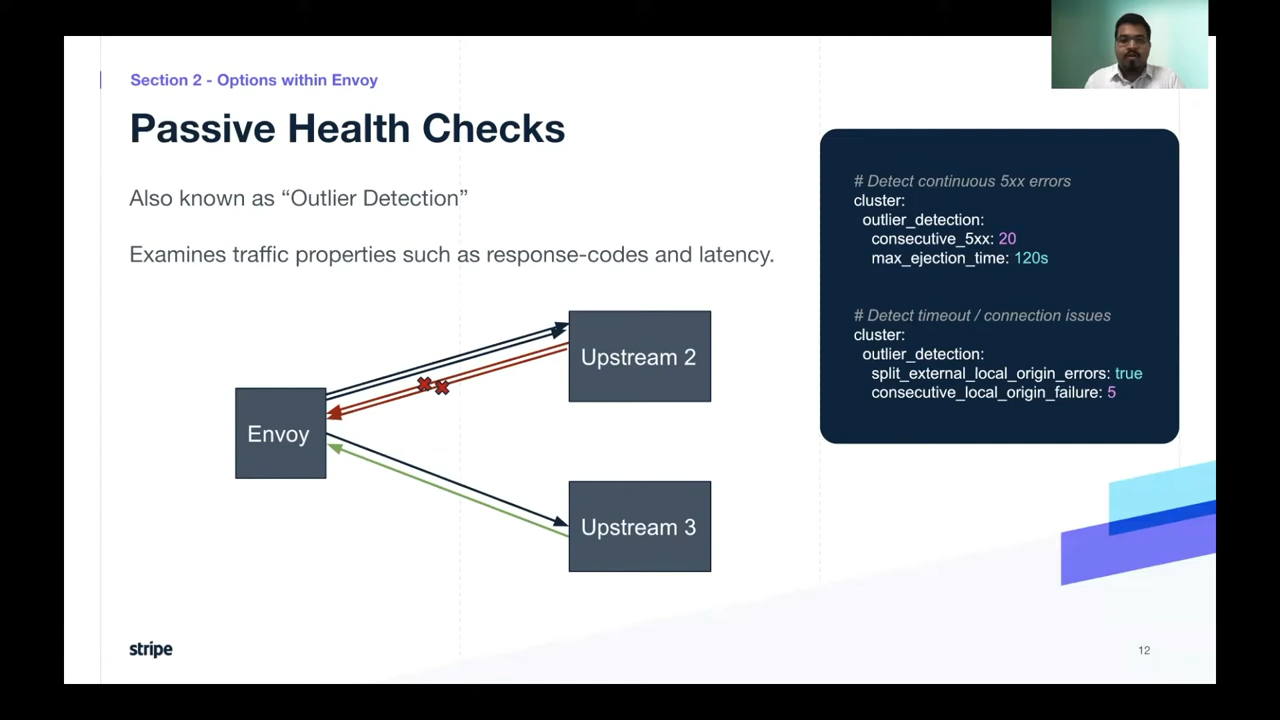 Section 2 - Options within Envoy
Passive Health Checks
Also known as “Outlier Detection”
Examines traffic properties such as response-codes and latency.
Envoy
Upstream 2
Upstream 3
# Detect continuous 5xx errors
cluster:
  outlier_detection:
    consecutive_5xx: 20
    max_ejection_time: 120s
# Detect timeout / connection issues
cluster:
  outlier_detection:
    split_external_local_origin_errors: true
    consecutive_local_origin_failure: 5
stripe
12